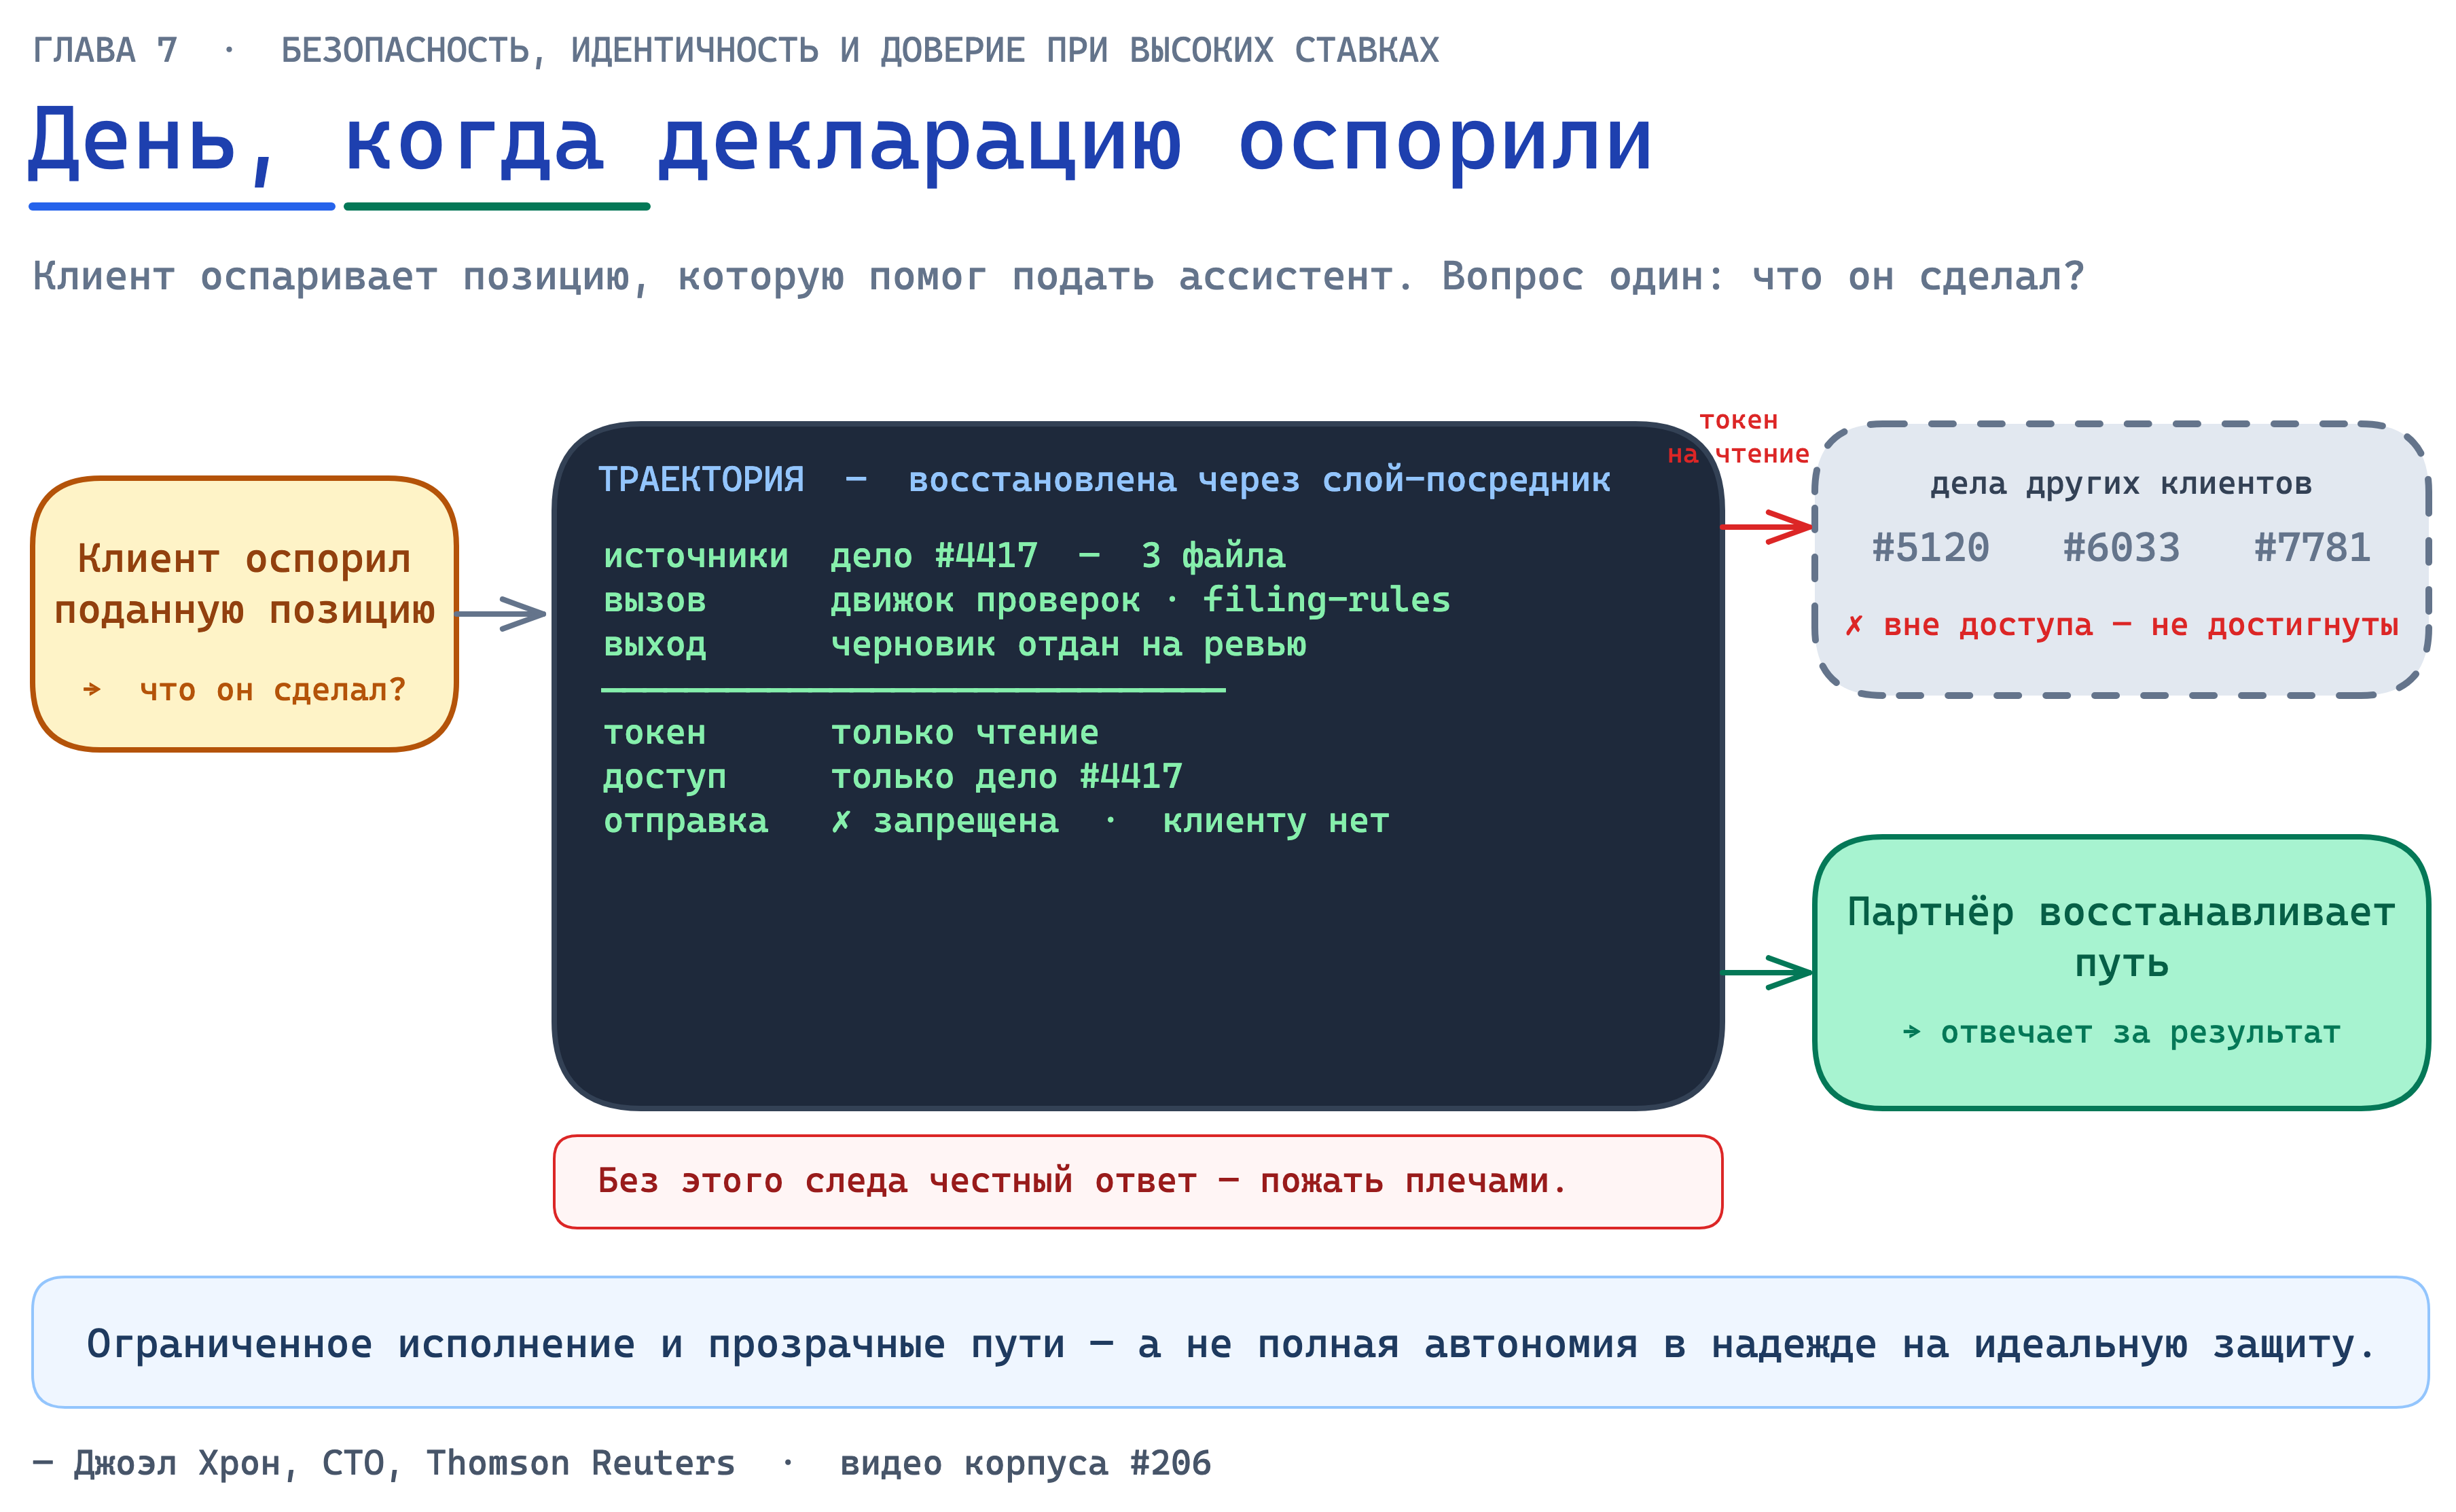 ГЛАВА 7 · БЕЗОПАСНОСТЬ, ИДЕНТИЧНОСТЬ И ДОВЕРИЕ ПРИ ВЫСОКИХ СТАВКАХ
День, когда декларацию оспорили
Клиент оспаривает позицию, которую помог подать ассистент. Вопрос один: что он сделал?
Клиент оспорил
поданную позицию
→ что он сделал?
ТРАЕКТОРИЯ — восстановлена через слой-посредник
источники дело #4417 — 3 файла
вызов движок проверок · filing-rules
выход черновик отдан на ревью
токен только чтение
доступ только дело #4417
отправка ✗ запрещена · клиенту нет
токен
на чтение
дела других клиентов
#5120 #6033 #7781
✗ вне доступа — не достигнуты
Партнёр восстанавливает
путь
→ отвечает за результат
Без этого следа честный ответ — пожать плечами.
Ограниченное исполнение и прозрачные пути — а не полная автономия в надежде на идеальную защиту.
— Джоэл Хрон, CTO, Thomson Reuters · видео корпуса #206